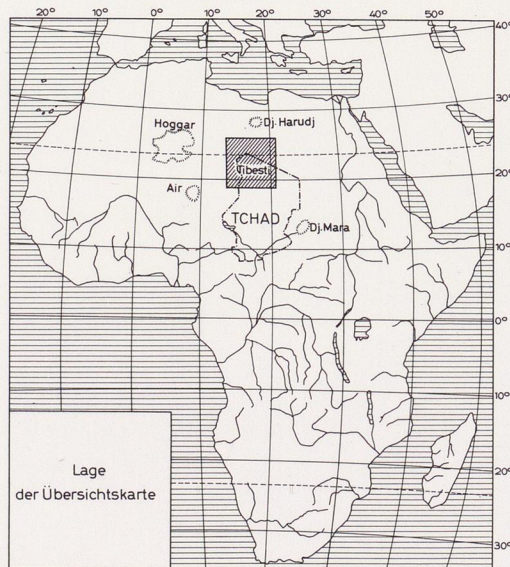 20° 10° 0° 10° 20° 30° 40° 50°
40°
30°
Hoggar
Dj. Harudj
Tibesti
20°
Air
TCHAD
Dj. Mara
10°
0°
10°
20°
30°
Lage
der Übersichtskarte